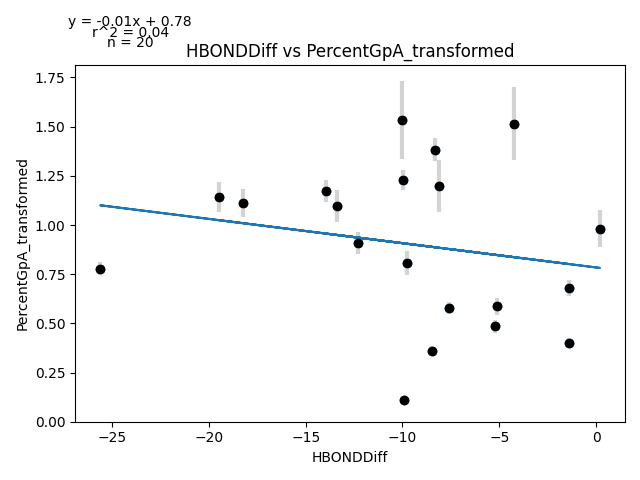 y = -0.01x + 0.78
r^2 = 0.04
n = 20
HBONDDiff vs PercentGpA_transformed
PercentGpA_transformed
1.75
1.50
1.25
1.00
0.75
0.50
0.25
0.00
−25
−20
−15
−10
−5
0
HBONDDiff